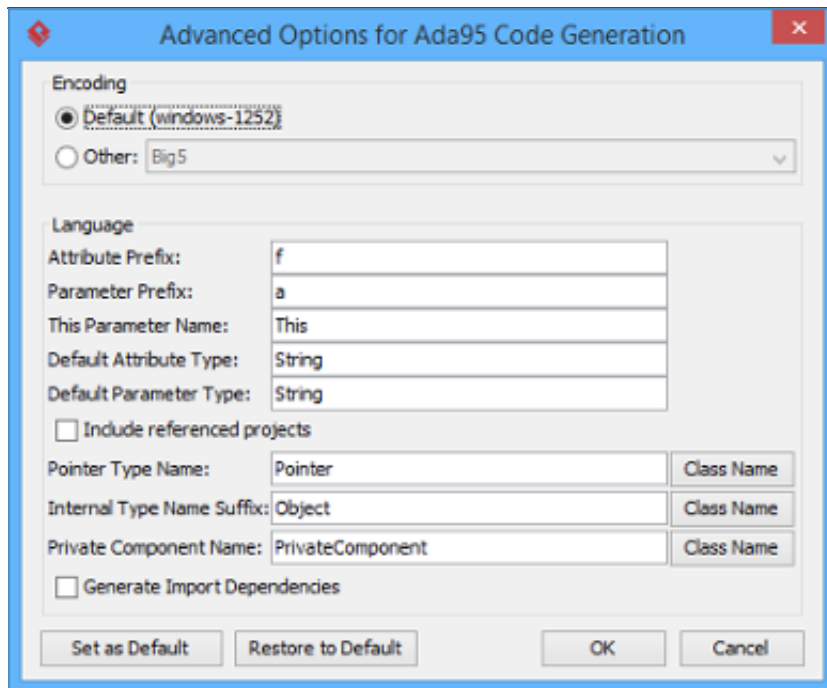 Advanced Options for Ada95 Code Generation
Encoding
Default (windows-1252)
Other: Big5
Language
Attribute Prefix: f
Parameter Prefix: a
This Parameter Name: This
Default Attribute Type: String
Default Parameter Type: String
Include referenced projects
Pointer Type Name: Pointer Class Name
Internal Type Name Suffix: Object Class Name
Private Component Name: PrivateComponent Class Name
Generate Import Dependencies
Set as Default Restore to Default OK Cancel